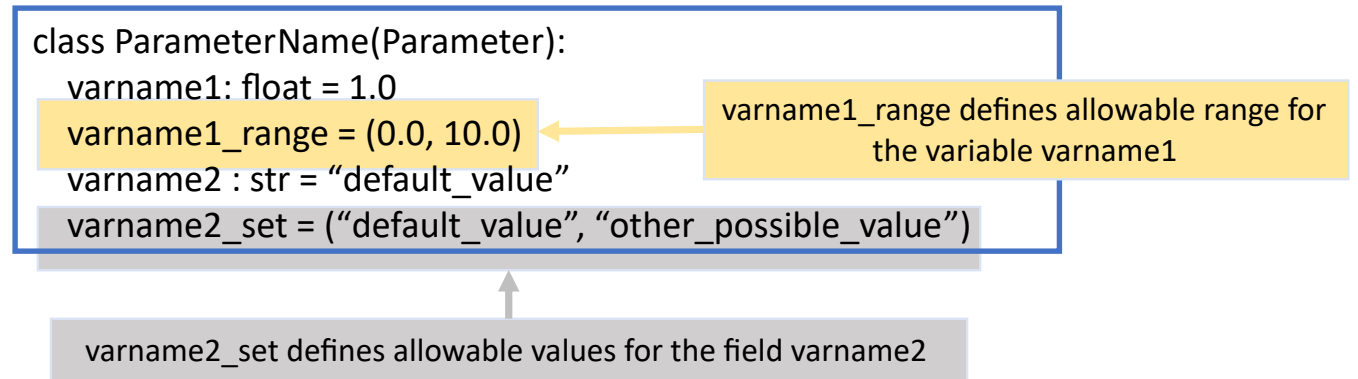 class ParameterName(Parameter):
varname1: float = 1.0
varname1_range = (0.0, 10.0)
varname2 : str = “default_value”
varname2_set = (“default_value”, “other_possible_value”)
varname1_range defines allowable range for
the variable varname1
varname2_set defines allowable values for the field varname2